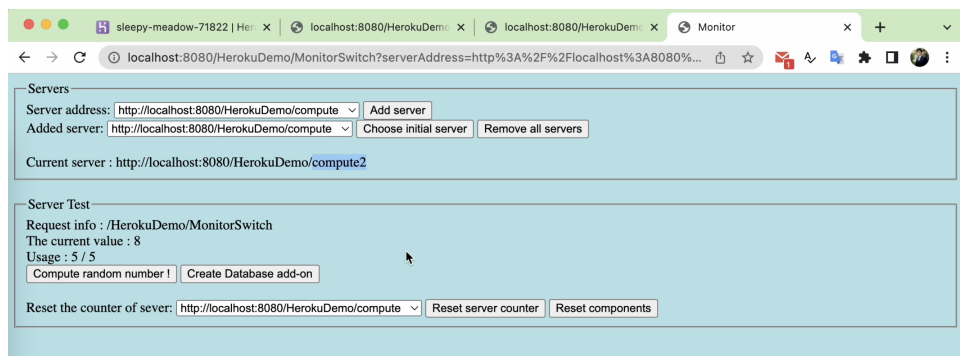 sleepy-meadow-71822 | Her
localhost:8080/HerokuDemo
localhost:8080/HerokuDemo
Monitor
localhost:8080/HerokuDemo/MonitorSwitch?serverAddress=http%3A%2F%2Flocalhost%3A8080%...
1
Servers
Server address: http://localhost:8080/HerokuDemo/compute Add server
Added server: http://localhost:8080/HerokuDemo/compute Choose initial server Remove all servers
Current server : http://localhost:8080/HerokuDemo/compute2
Server Test
Request info : /HerokuDemo/MonitorSwitch
The current value : 8
Usage : 5 / 5
Compute random number ! Create Database add-on
Reset the counter of sever: http://localhost:8080/HerokuDemo/compute Reset server counter Reset components